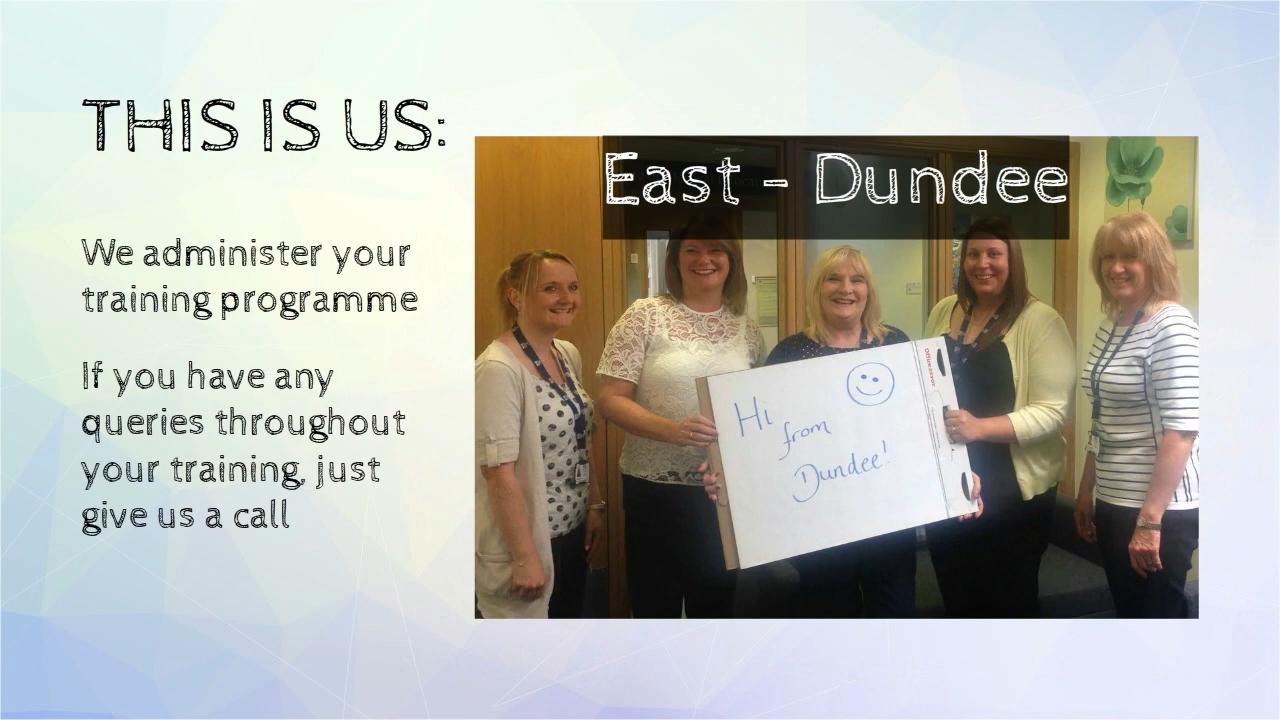 THIS IS US:
We administer your
training programme
If you have any
queries throughout
your training, just
give us a call
East - Dundee
Hi
from
Dundee!